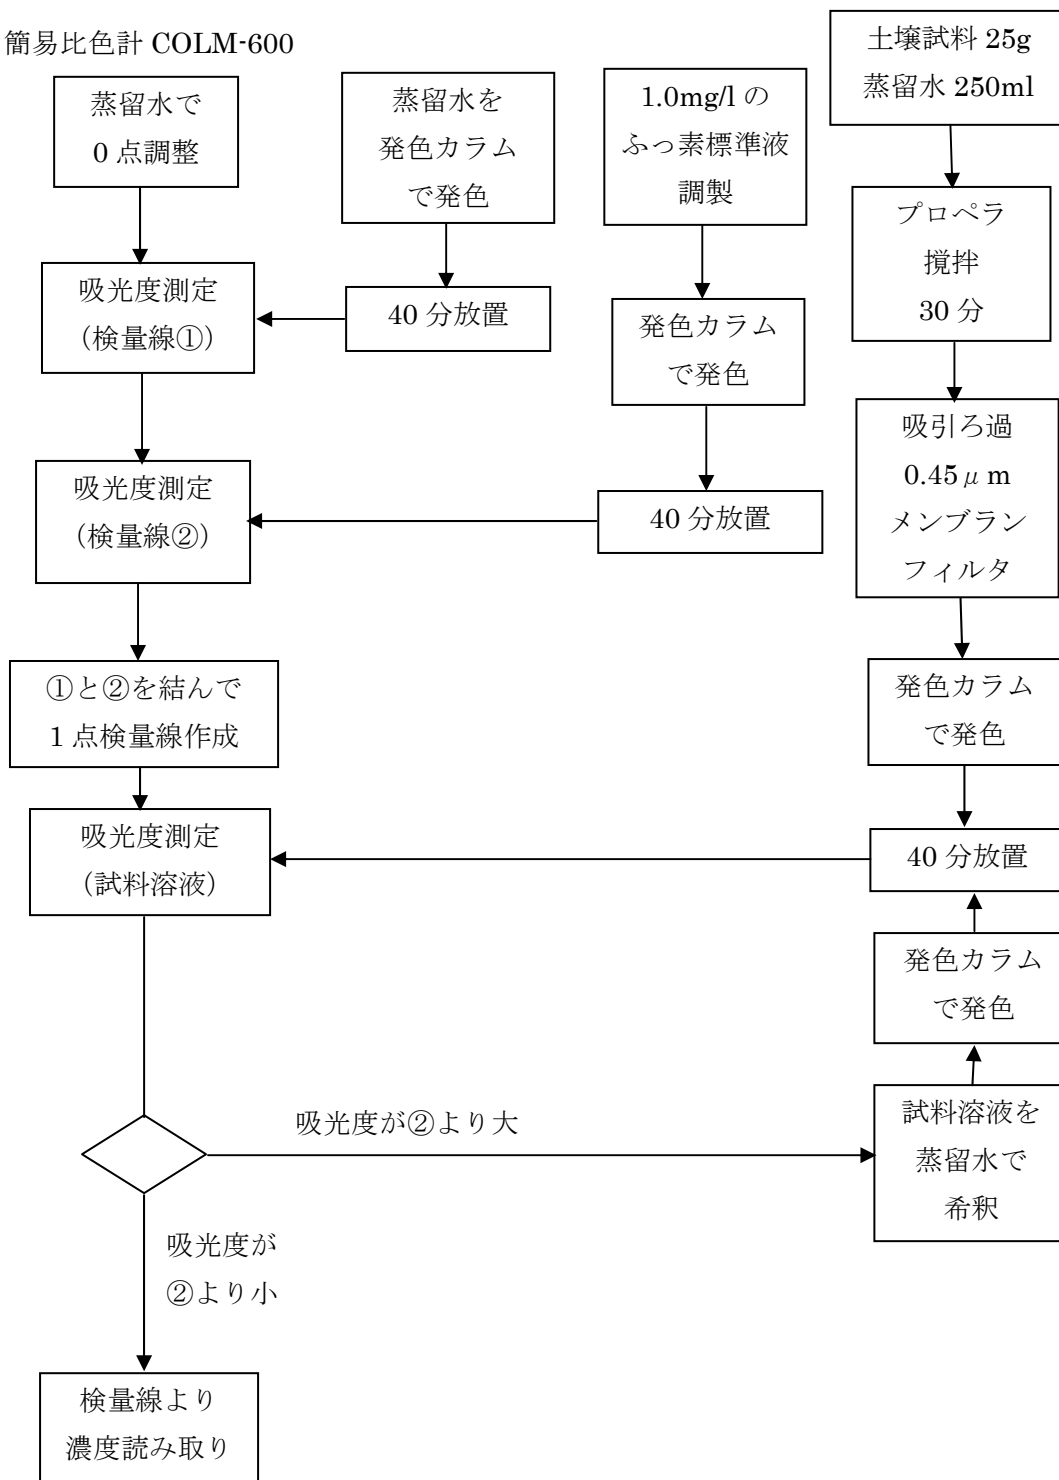 簡易比色計 COLM-600
蒸留水で
0 点調整
蒸留水を
発色カラム
で発色
1.0mg/l の
ふっ素標準液
調製
土壌試料 25g
蒸留水 250ml
プロペラ
撹拌
30 分
吸光度測定
(検量線①)
40 分放置
発色カラム
で発色
吸引ろ過
0.45μm
メンブラン
フィルタ
吸光度測定
(検量線②)
40 分放置
①と②を結んで
1 点検量線作成
発色カラム
で発色
吸光度測定
(試料溶液)
40 分放置
発色カラム
で発色
吸光度が②より大
試料溶液を
蒸留水で
希釈
吸光度が
②より小
検量線より
濃度読み取り